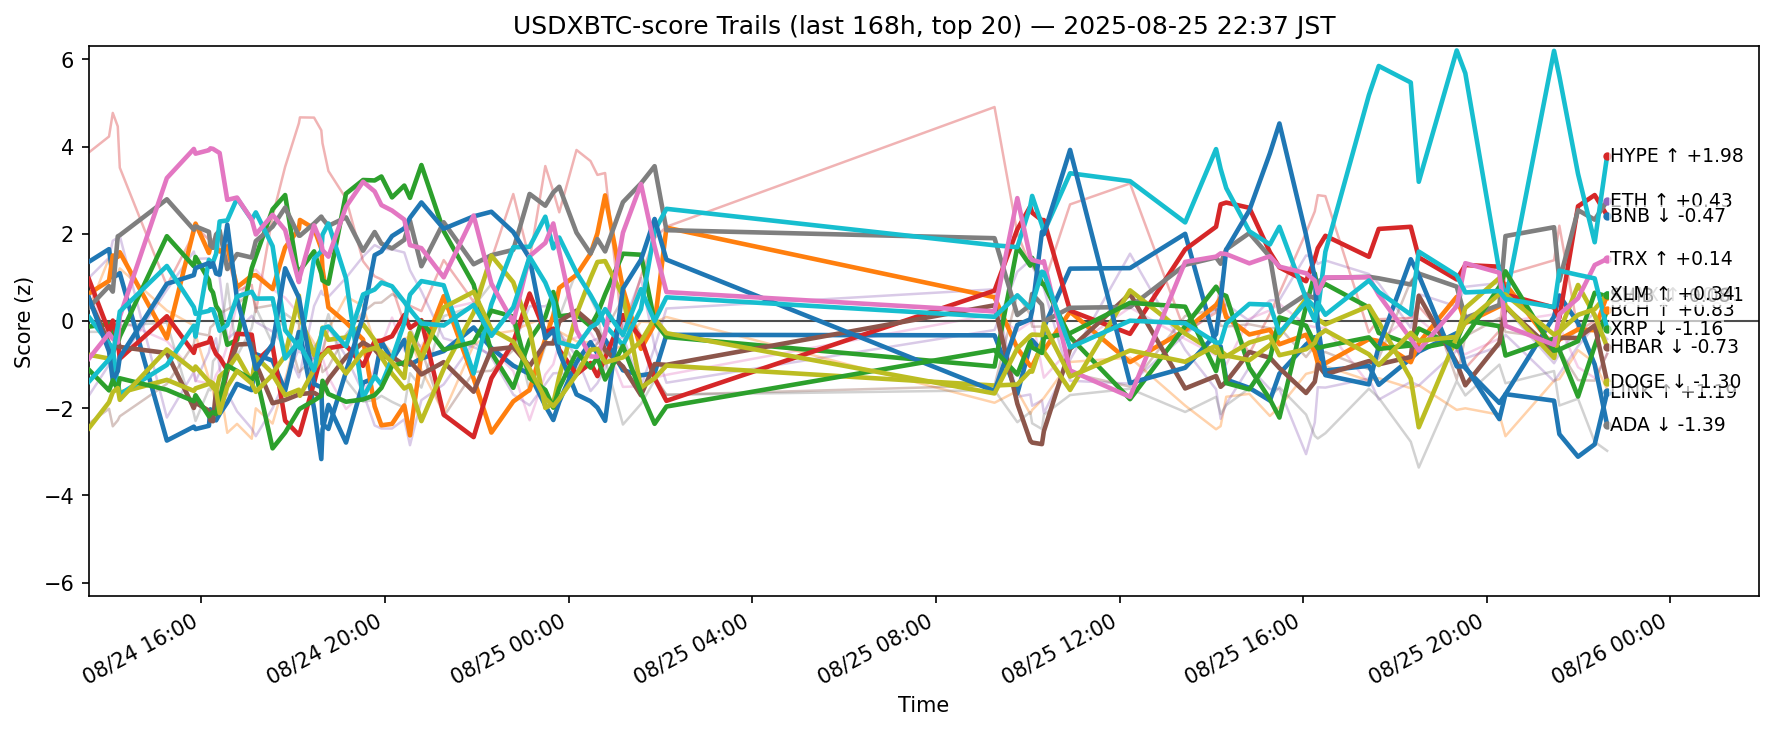 USDXBTC-score Trails (last 168h, top 20) — 2025-08-25 22:37 JST
Score (z)
6
4
2
0
−2
−4
−6
HYPE ↑ +1.98
ETH ↑ +0.43
BNB ↓ -0.47
TRX ↑ +0.14
XLM ↑
BCH ↑ +0.83
XRP ↓ -1.16
HBAR ↓ -0.73
DOGE ↓ -1.30
LINK ↑ +1.19
ADA ↓ -1.39
08/24 16:00
08/24 20:00
08/25 00:00
08/25 04:00
08/25 08:00
08/25 12:00
08/25 16:00
08/25 20:00
08/26 00:00
Time